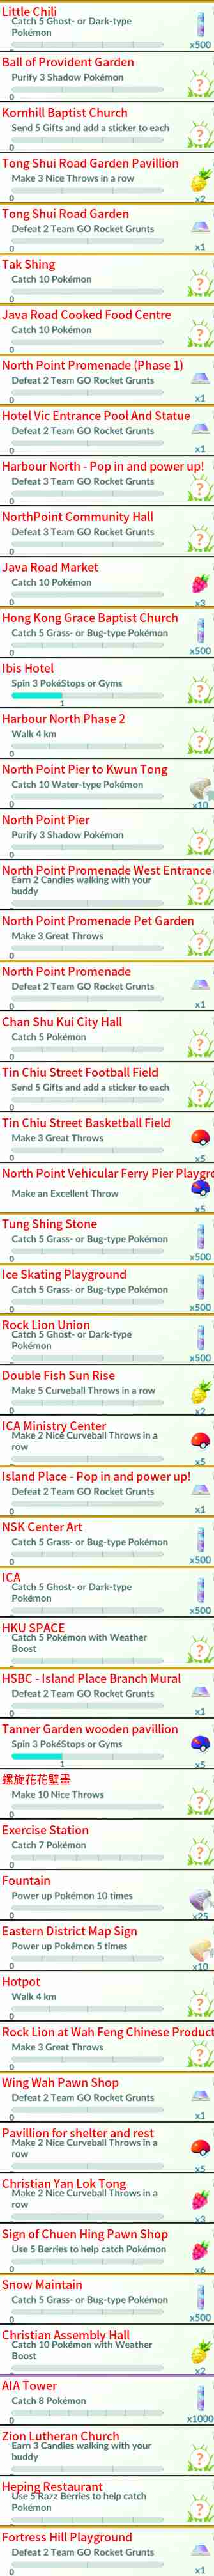 Little Chili
Catch 5 Ghost- or Dark-type
Pokémon
0
x500
Ball of Provident Garden
Purify 3 Shadow Pokémon
0
?
Kornhill Baptist Church
Send 5 Gifts and add a sticker to each
0
?
Tong Shui Road Garden Pavillion
Make 3 Nice Throws in a row
0
x2
Tong Shui Road Garden
Defeat 2 Team GO Rocket Grunts
0
x1
Tak Shing
Catch 10 Pokémon
0
?
Java Road Cooked Food Centre
Catch 10 Pokémon
0
?
North Point Promenade (Phase 1)
Defeat 2 Team GO Rocket Grunts
0
x1
Hotel Vic Entrance Pool And Statue
Defeat 2 Team GO Rocket Grunts
0
x1
Harbour North - Pop in and power up!
Defeat 3 Team GO Rocket Grunts
0
?
NorthPoint Community Hall
Defeat 3 Team GO Rocket Grunts
0
?
Java Road Market
Catch 10 Pokémon
0
x3
Hong Kong Grace Baptist Church
Catch 5 Grass- or Bug-type Pokémon
0
x500
Ibis Hotel
Spin 3 PokéStops or Gyms
1
?
Harbour North Phase 2
Walk 4 km
0
?
North Point Pier to Kwun Tong
Catch 10 Water-type Pokémon
0
x10
North Point Pier
Purify 3 Shadow Pokémon
0
?
North Point Promenade West Entrance
Earn 2 Candies walking with your
buddy
0
?
North Point Promenade Pet Garden
Make 3 Great Throws
0
?
North Point Promenade
Defeat 2 Team GO Rocket Grunts
0
x1
Chan Shu Kui City Hall
Catch 5 Pokémon
0
?
Tin Chiu Street Football Field
Send 5 Gifts and add a sticker to each
0
?
Tin Chiu Street Basketball Field
Make 3 Great Throws
0
x5
North Point Vehicular Ferry Pier Playgro
Make an Excellent Throw
x5
Tung Shing Stone
Catch 5 Grass- or Bug-type Pokémon
0
x500
Ice Skating Playground
Catch 5 Grass- or Bug-type Pokémon
0
x500
Rock Lion Union
Catch 5 Ghost- or Dark-type
Pokémon
0
x500
Double Fish Sun Rise
Make 5 Curveball Throws in a row
0
x2
ICA Ministry Center
Make 2 Nice Curveball Throws in a
row
0
x5
Island Place - Pop in and power up!
Defeat 2 Team GO Rocket Grunts
0
x1
NSK Center Art
Catch 5 Grass- or Bug-type Pokémon
0
x500
ICA
Catch 5 Ghost- or Dark-type
Pokémon
0
x500
HKU SPACE
Catch 5 Pokémon with Weather
Boost
0
?
HSBC - Island Place Branch Mural
Defeat 2 Team GO Rocket Grunts
0
x1
Tanner Garden wooden pavillion
Spin 3 PokéStops or Gyms
1
x5
螺旋花花壁畫
Make 10 Nice Throws
0
?
Exercise Station
Catch 7 Pokémon
0
?
Fountain
Power up Pokémon 10 times
0
x25
Eastern District Map Sign
Power up Pokémon 5 times
0
x10
Hotpot
Walk 4 km
0
?
Rock Lion at Wah Feng Chinese Product
Make 3 Great Throws
0
?
Wing Wah Pawn Shop
Defeat 2 Team GO Rocket Grunts
0
x1
Pavillion for shelter and rest
Make 2 Nice Curveball Throws in a
row
0
x5
Christian Yan Lok Tong
Make 2 Nice Curveball Throws in a
row
0
x3
Sign of Chuen Hing Pawn Shop
Use 5 Berries to help catch Pokémon
0
x6
Snow Maintain
Catch 5 Grass- or Bug-type Pokémon
0
x500
Christian Assembly Hall
Catch 10 Pokémon with Weather
Boost
0
x2
AIA Tower
Catch 8 Pokémon
0
x1000
Zion Lutheran Church
Earn 3 Candies walking with your
buddy
0
?
Heping Restaurant
Use 5 Razz Berries to help catch
Pokémon
0
?
Fortress Hill Playground
Defeat 2 Team GO Rocket Grunts
0
x1